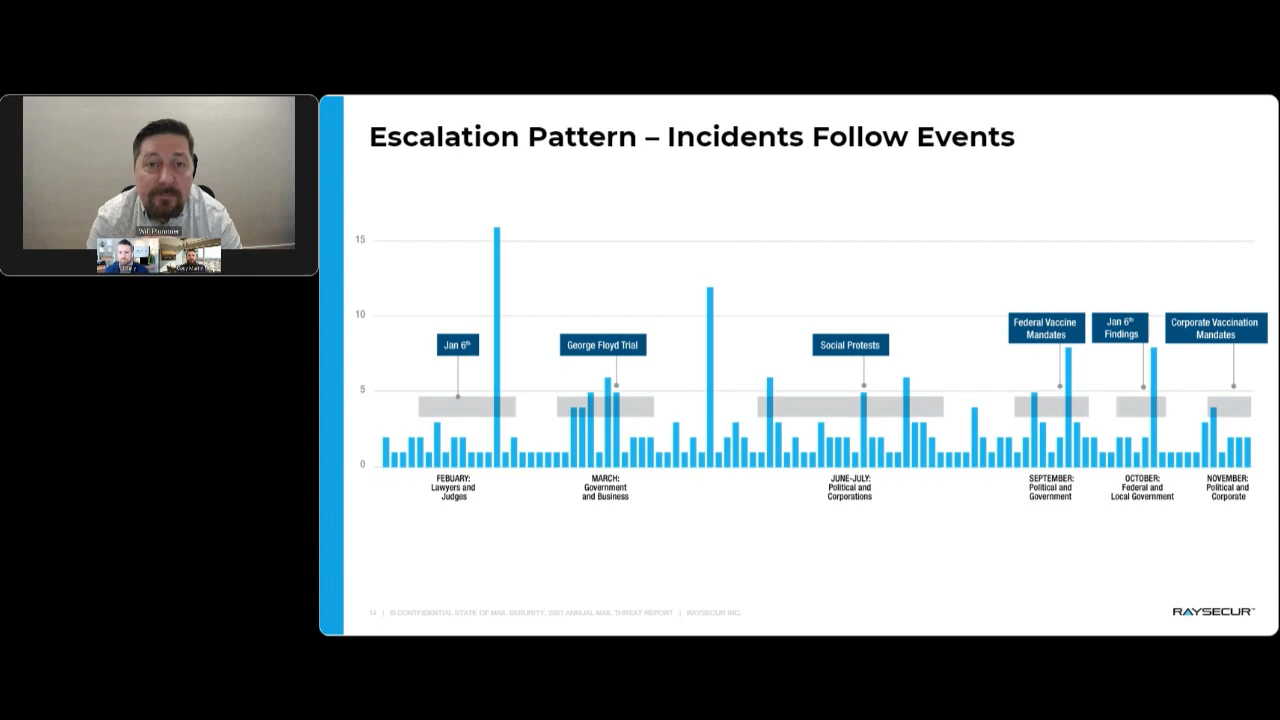 Escalation Pattern – Incidents Follow Events
15
10
5
0
Jan 6th
George Floyd Trial
Social Protests
Federal Vaccine
Mandates
Jan 6th
Findings
Corporate Vaccination
Mandates
FEBUARY:
Lawyers and
Judges
MARCH:
Government
and Business
JUNE-JULY:
Political and
Corporations
SEPTEMBER:
Political and
Government
OCTOBER:
Federal and
Local Government
NOVEMBER:
Political and
Corporate
14 | © CONTFIDENTIAL STATE OF MAIL SERURITY, 2021 ANNUAL MAIL THREAT REPORT | RAYSECUR INC.
RAYSECUR
Will Plummer